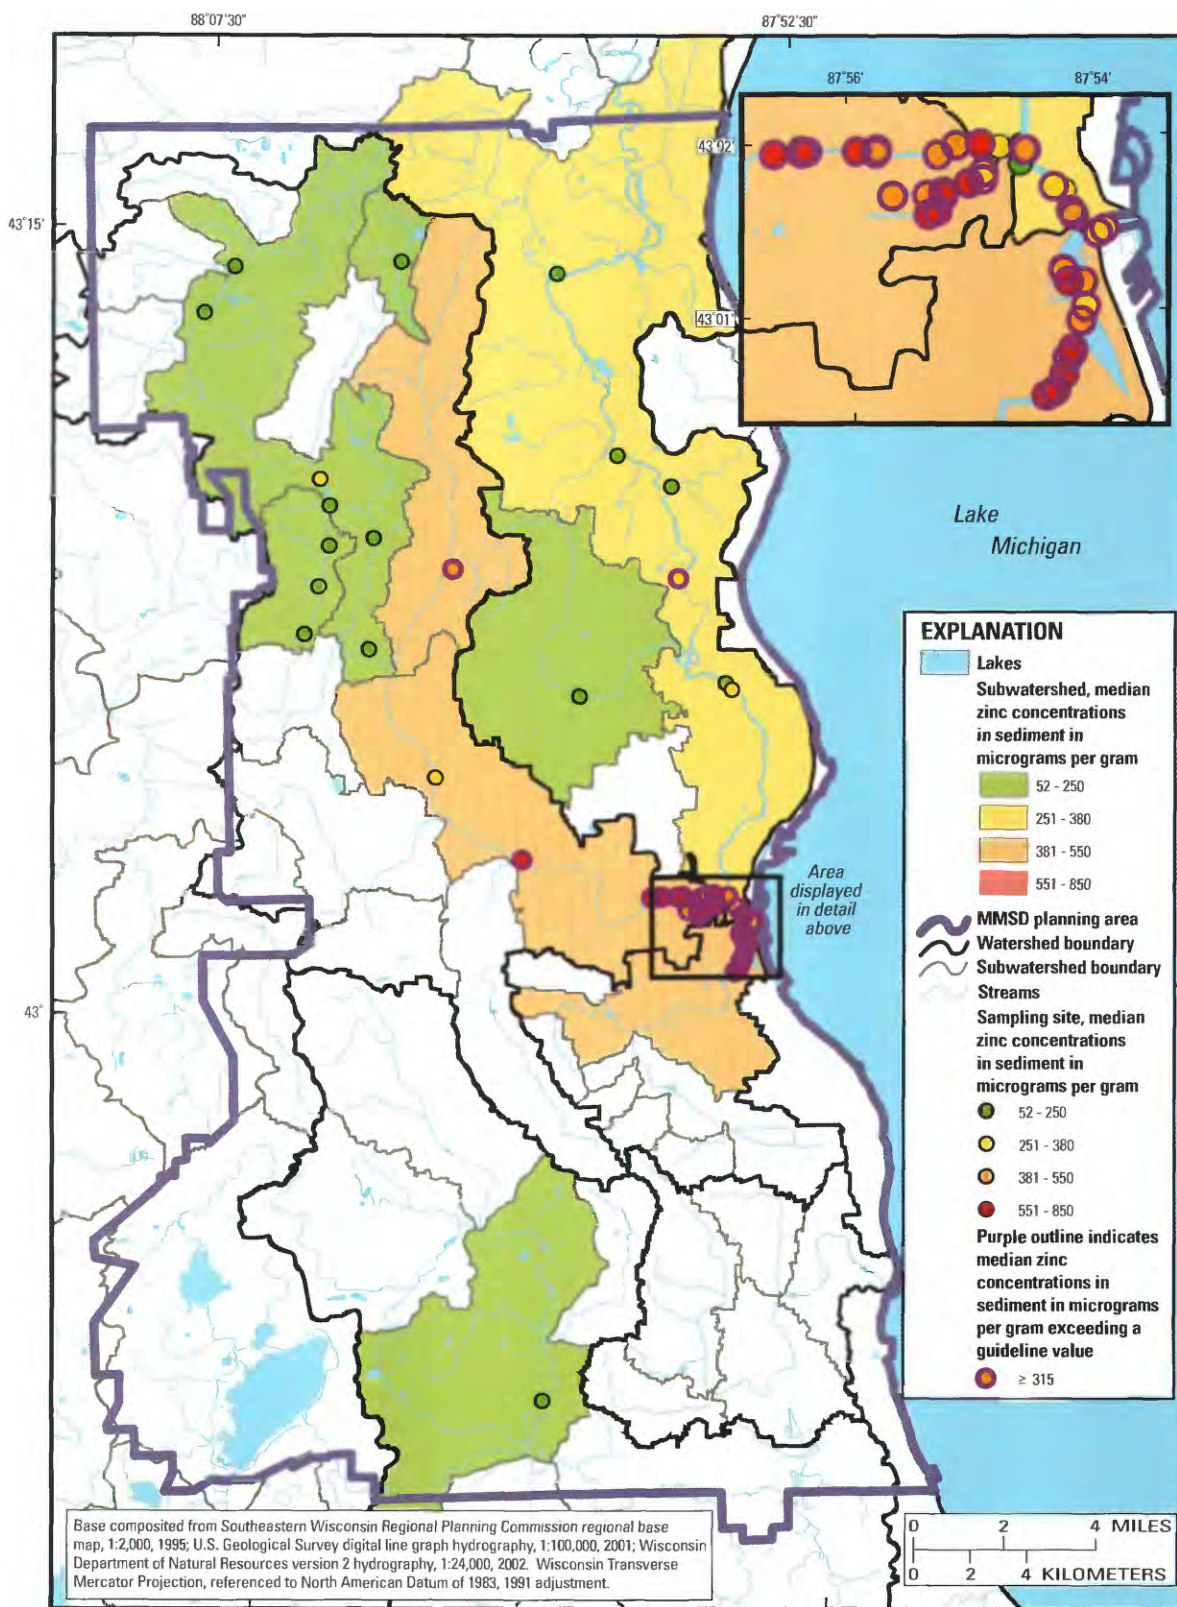 88°07'30"
87°52'30"
87°56'
87°54'
43°02'
43°15'
43°01'
Lake
Michigan
EXPLANATION
Lakes
Subwatershed, median
zinc concentrations
in sediment in
micrograms per gram
52 - 250
251 - 380
381 - 550
551 - 850
MMSD planning area
Watershed boundary
Subwatershed boundary
Streams
Sampling site, median
zinc concentrations
in sediment in
micrograms per gram
52 - 250
251 - 380
381 - 550
551 - 850
Purple outline indicates
median zinc
concentrations in
sediment in micrograms
per gram exceeding a
guideline value
≥ 315
Area
displayed
in detail
above
43°
Base composited from Southeastern Wisconsin Regional Planning Commission regional base
map, 1:2,000, 1995; U.S. Geological Survey digital line graph hydrography, 1:100,000, 2001; Wisconsin
Department of Natural Resources version 2 hydrography, 1:24,000, 2002. Wisconsin Transverse
Mercator Projection, referenced to North American Datum of 1983, 1991 adjustment.
0 2 4 MILES
0 2 4 KILOMETERS